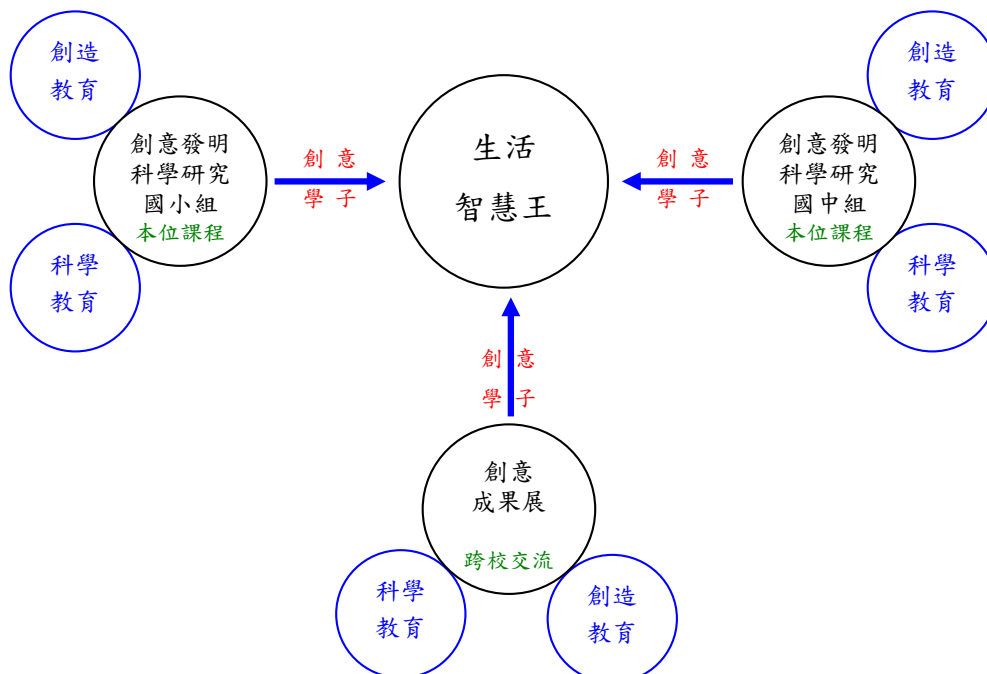 創造
教育
創意發明
科學研究
國小組
本位課程
科學
教育
創 意
學 子
生活
智慧王
創 意
學 子
創造
教育
創意發明
科學研究
國中組
本位課程
科學
教育
創 意
學 子
創意
成果展
跨校交流
科學
教育
創造
教育